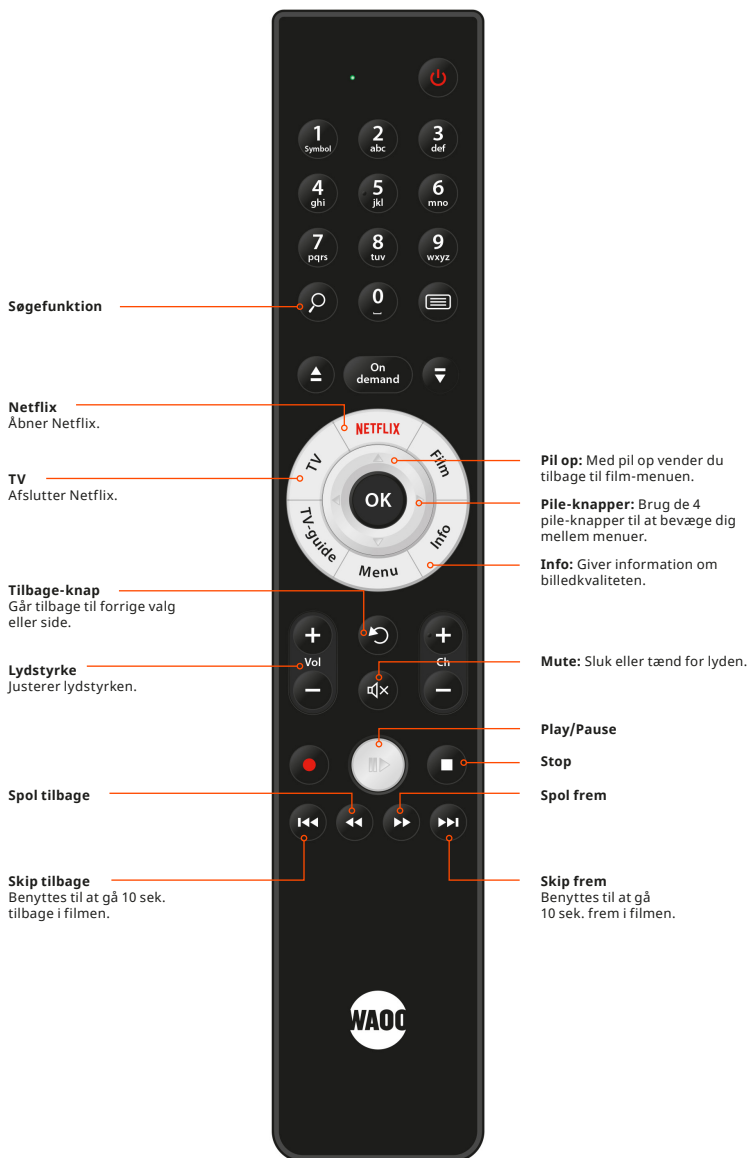 1
Symbol
2
abc
3
def
4
ghi
5
jkl
6
mno
7
pqrs
8
tuv
9
wxyz
0
On
demand
NETFLIX
TV
Film
OK
TV-guide
Info
Menu
+
Vol
−
+
Ch
−
WAOO
Søgefunktion
Netflix
Åbner Netflix.
TV
Afslutter Netflix.
Tilbage-knap
Går tilbage til forrige valg
eller side.
Lydstyrke
Justerer lydstyrken.
Spol tilbage
Skip tilbage
Benyttes til at gå 10 sek.
tilbage i filmen.
Pil op: Med pil op vender du
tilbage til film-menuen.
Pile-knapper: Brug de 4
pile-knapper til at bevæge dig
mellem menuer.
Info: Giver information om
billedkvaliteten.
Mute: Sluk eller tænd for lyden.
Play/Pause
Stop
Spol frem
Skip frem
Benyttes til at gå
10 sek. frem i filmen.